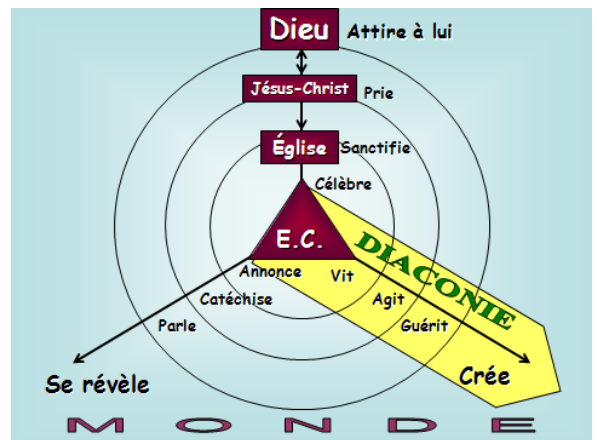 Dieu Attire à lui
Jésus-Christ Prie
Église Sanctifie
Célèbre
E.C.
Annonce Vit
DIACONIE
Catéchise Agit
Parle Guérit
Se révèle Crée
MONDE